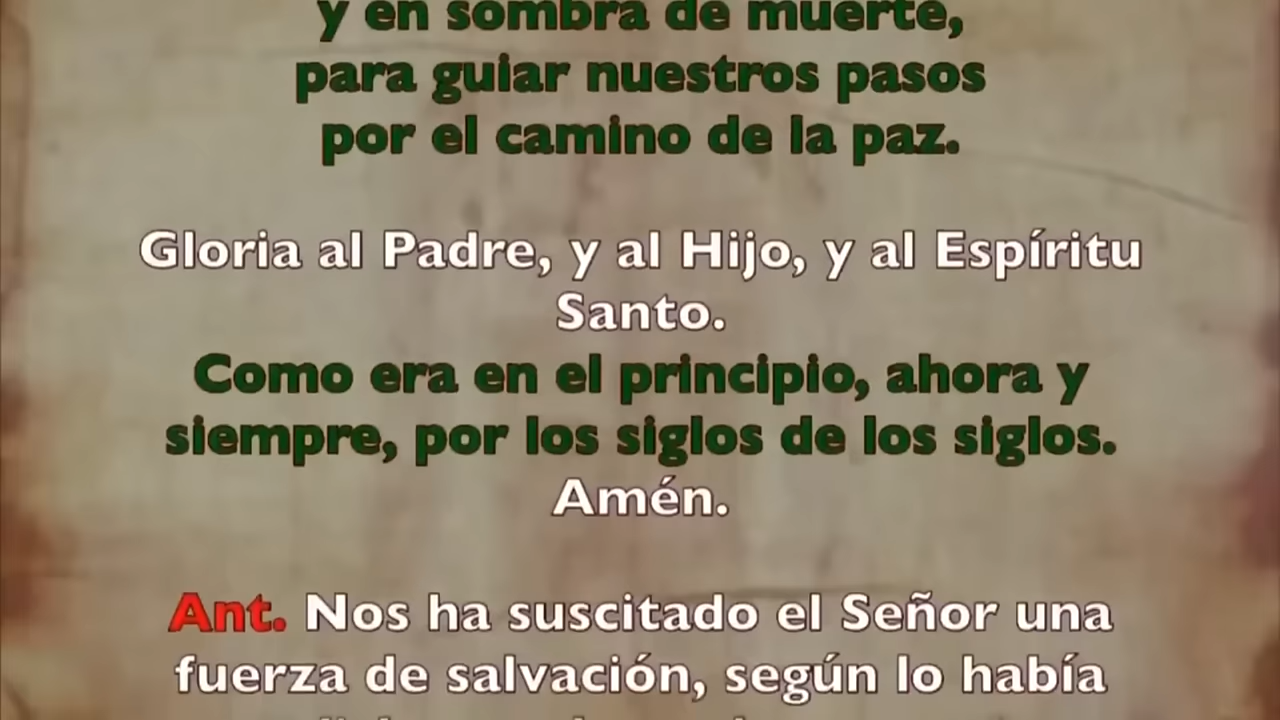 y en sombra de muerte,
para guiar nuestros pasos
por el camino de la paz.
Gloria al Padre, y al Hijo, y al Espíritu
Santo.
Como era en el principio, ahora y
siempre, por los siglos de los siglos.
Amén.
Ant. Nos ha suscitado el Señor una
fuerza de salvación, según lo había